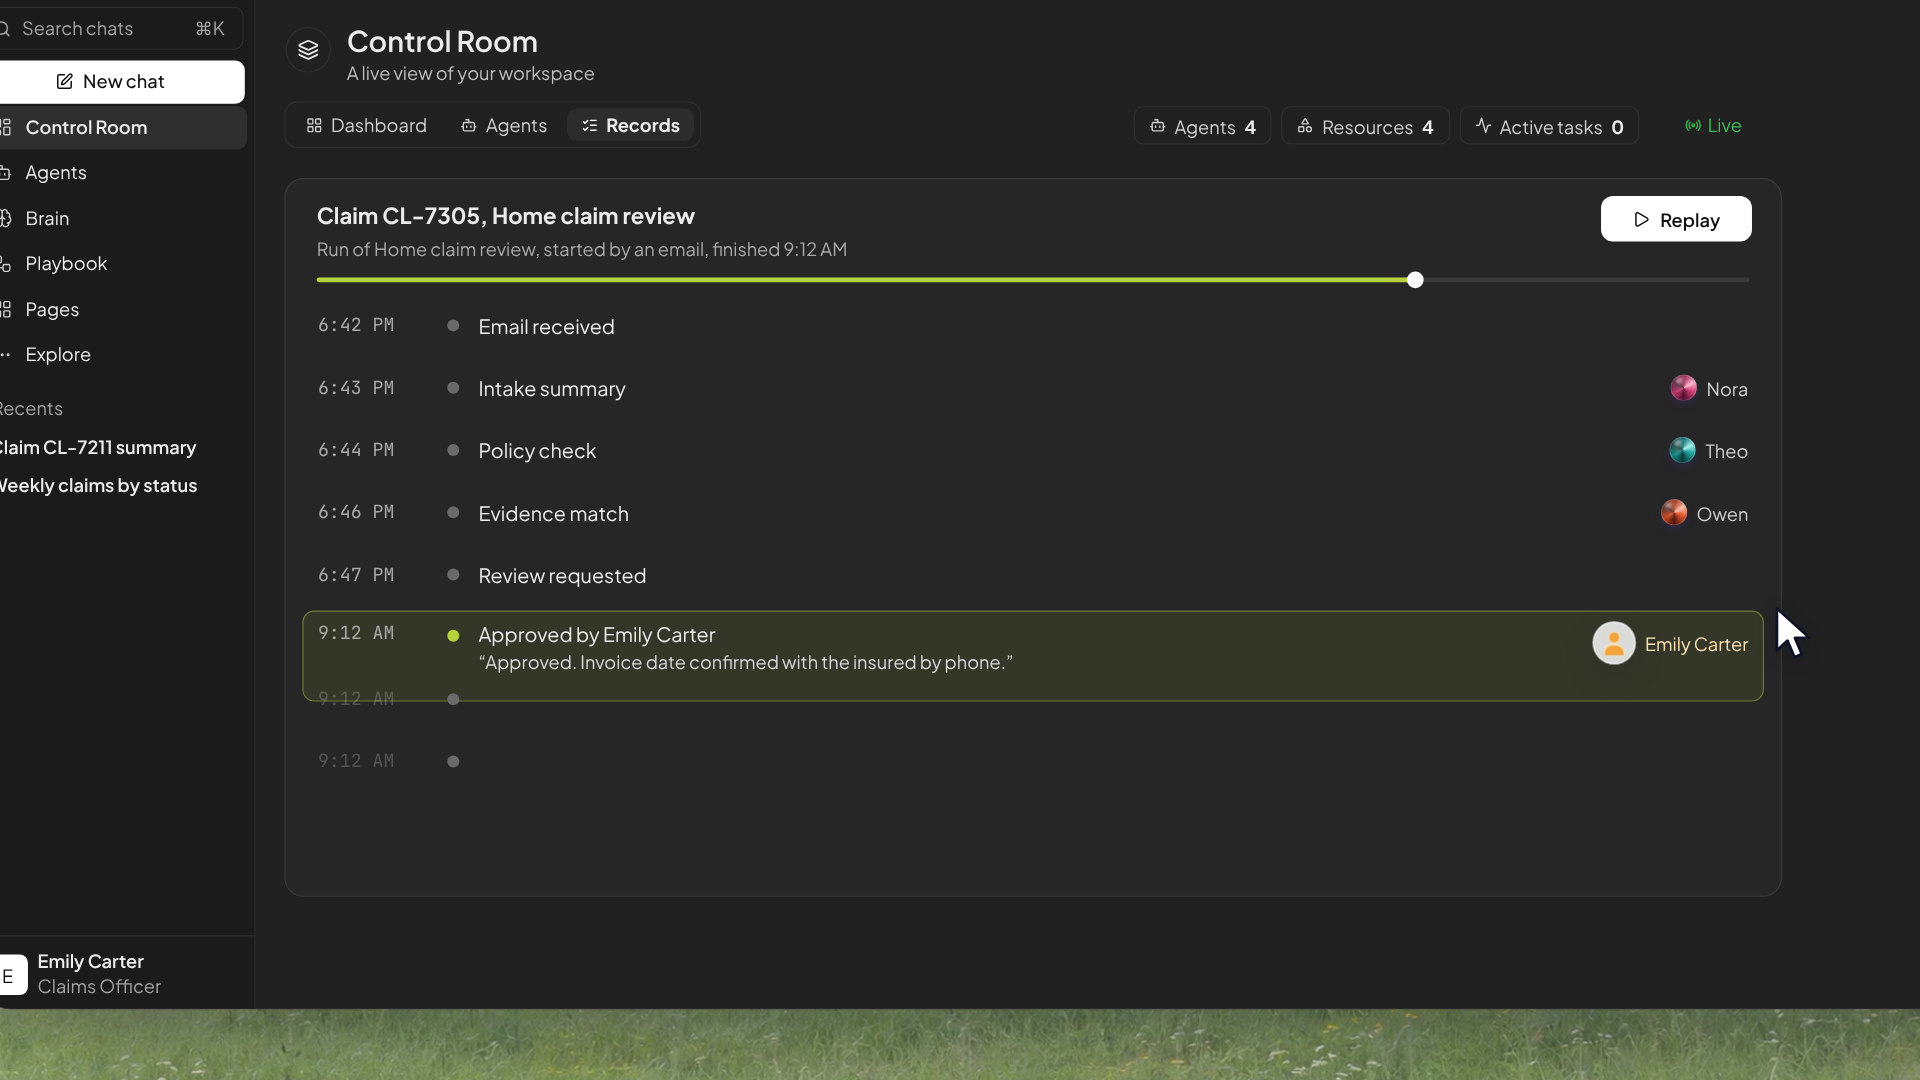 Search chats ⌘K
New chat
Control Room
Agents
Brain
Playbook
Pages
Explore
Recents
Claim CL-7211 summary
Weekly claims by status
Emily Carter
Claims Officer
E
Control Room
A live view of your workspace
Dashboard Agents Records
Agents 4 Resources 4 Active tasks 0 Live
Claim CL-7305, Home claim review
Run of Home claim review, started by an email, finished 9:12 AM
Replay
6:42 PM Email received
6:43 PM Intake summary Nora
6:44 PM Policy check Theo
6:46 PM Evidence match Owen
6:47 PM Review requested
9:12 AM Approved by Emily Carter Emily Carter
“Approved. Invoice date confirmed with the insured by phone.”
9:12 AM
9:12 AM